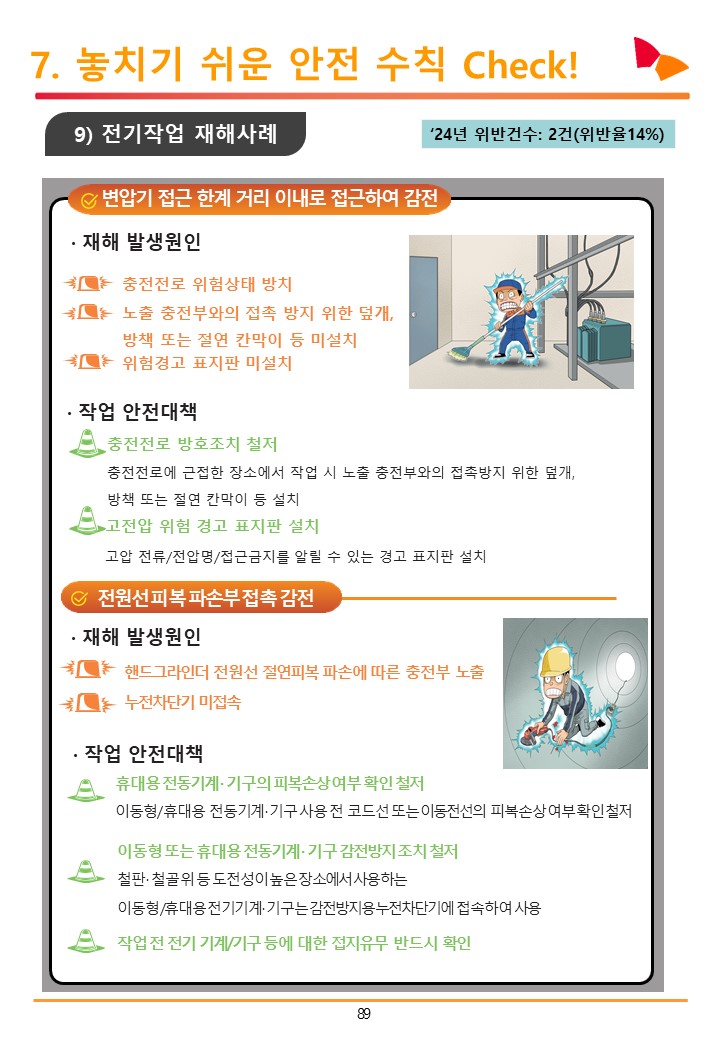 7. 놓치기 쉬운 안전 수칙 Check!
9) 전기작업 재해사례
‘24년 위반건수: 2건(위반율14%)
변압기 접근 한계 거리 이내로 접근하여 감전
· 재해 발생원인
충전전로 위험상태 방치
노출 충전부와의 접촉 방지 위한 덮개,
방책 또는 절연 칸막이 등 미설치
위험경고 표지판 미설치
· 작업 안전대책
충전전로 방호조치 철저
충전전로에 근접한 장소에서 작업 시 노출 충전부와의 접촉방지 위한 덮개,
방책 또는 절연 칸막이 등 설치
고전압 위험 경고 표지판 설치
고압 전류/전압명/접근금지를 알릴 수 있는 경고 표지판 설치
전원선 피복 파손부 접촉 감전
· 재해 발생원인
핸드그라인더 전원선 절연피복 파손에 따른 충전부 노출
누전차단기 미접속
· 작업 안전대책
휴대용 전동기계·기구의 피복손상 여부 확인 철저
이동형/휴대용 전동기계·기구 사용 전 코드선 또는 이동전선의 피복손상 여부 확인 철저
이동형 또는 휴대용 전동기계·기구 감전방지 조치 철저
철판·철골 위 등 도전성이 높은 장소에서 사용하는
이동형/휴대용 전기기계·기구는 감전방지용 누전차단기에 접속하여 사용
작업 전 전기 기계/기구 등에 대한 접지유무 반드시 확인
89